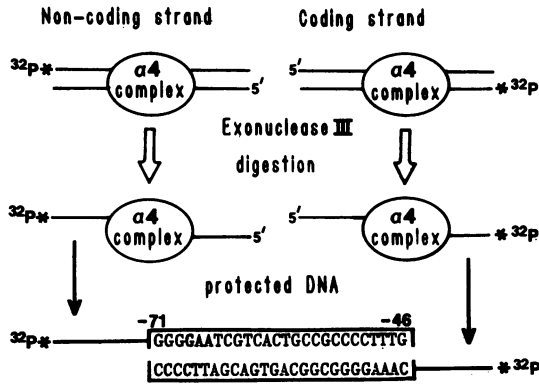 Non-coding strand
Coding strand
32P*
α4
complex
5′
5′
α4
complex
*32P
Exonuclease III
digestion
32P*
α4
complex
5′
5′
α4
complex
*32P
protected DNA
-71
-46
32P*
GGGGAATCGTCACTGCCGCCCCTTTG
CCCCTTAGCAGTGACGGCGGGGAAAC
*32P